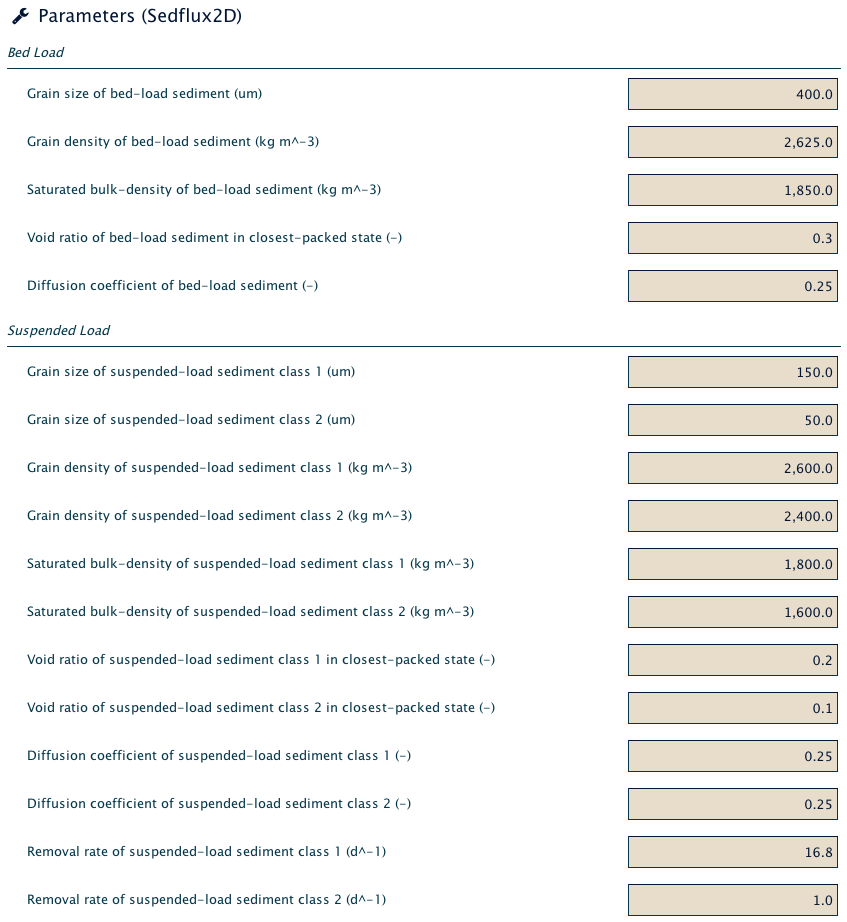 Parameters (Sedflux2D)
Bed Load
Grain size of bed-load sediment (um) 400.0
Grain density of bed-load sediment (kg m^-3) 2,625.0
Saturated bulk-density of bed-load sediment (kg m^-3) 1,850.0
Void ratio of bed-load sediment in closest-packed state (-) 0.3
Diffusion coefficient of bed-load sediment (-) 0.25
Suspended Load
Grain size of suspended-load sediment class 1 (um) 150.0
Grain size of suspended-load sediment class 2 (um) 50.0
Grain density of suspended-load sediment class 1 (kg m^-3) 2,600.0
Grain density of suspended-load sediment class 2 (kg m^-3) 2,400.0
Saturated bulk-density of suspended-load sediment class 1 (kg m^-3) 1,800.0
Saturated bulk-density of suspended-load sediment class 2 (kg m^-3) 1,600.0
Void ratio of suspended-load sediment class 1 in closest-packed state (-) 0.2
Void ratio of suspended-load sediment class 2 in closest-packed state (-) 0.1
Diffusion coefficient of suspended-load sediment class 1 (-) 0.25
Diffusion coefficient of suspended-load sediment class 2 (-) 0.25
Removal rate of suspended-load sediment class 1 (d^-1) 16.8
Removal rate of suspended-load sediment class 2 (d^-1) 1.0